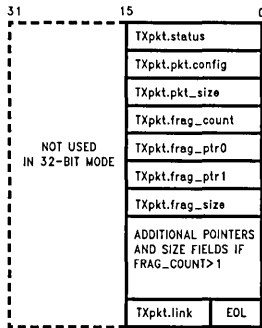 31 15 0
TXpkt.status
TXpkt.pkt.config
TXpkt.pkt_size
TXpkt.frag_count
NOT USED
IN 32-BIT MODE
TXpkt.frag_ptr0
TXpkt.frag_ptr1
TXpkt.frag_size
ADDITIONAL POINTERS
AND SIZE FIELDS IF
FRAG_COUNT>1
TXpkt.link EOL